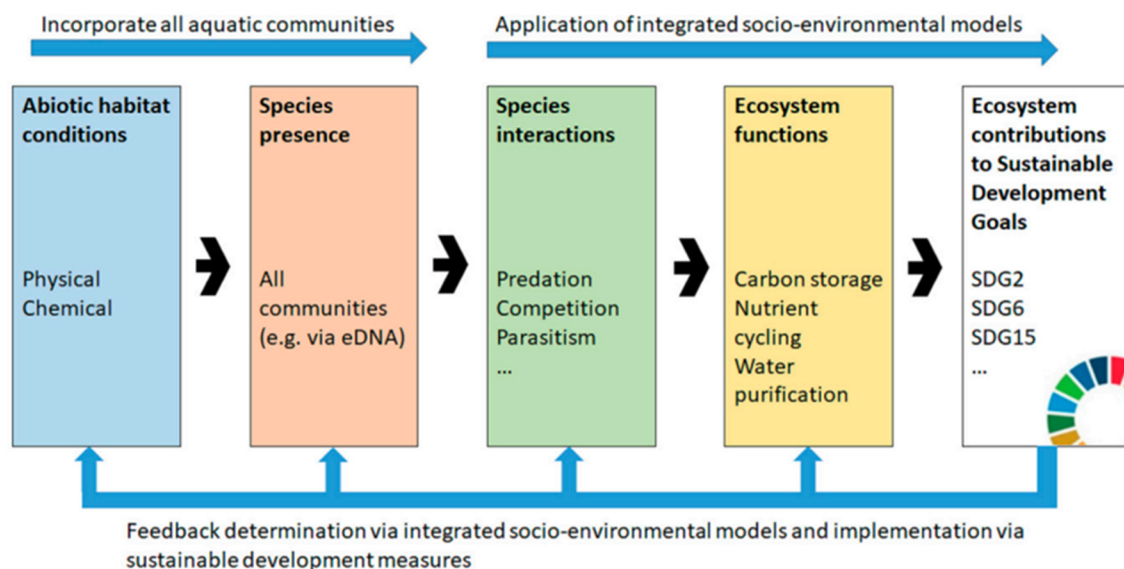 Incorporate all aquatic communities
Application of integrated socio-environmental models
Abiotic habitat
conditions
Physical
Chemical
Species
presence
All
communities
(e.g. via eDNA)
Species
interactions
Predation
Competition
Parasitism
...
Ecosystem
functions
Carbon storage
Nutrient
cycling
Water
purification
Ecosystem
contributions
to Sustainable
Development
Goals
SDG2
SDG6
SDG15
...
Feedback determination via integrated socio-environmental models and implementation via
sustainable development measures